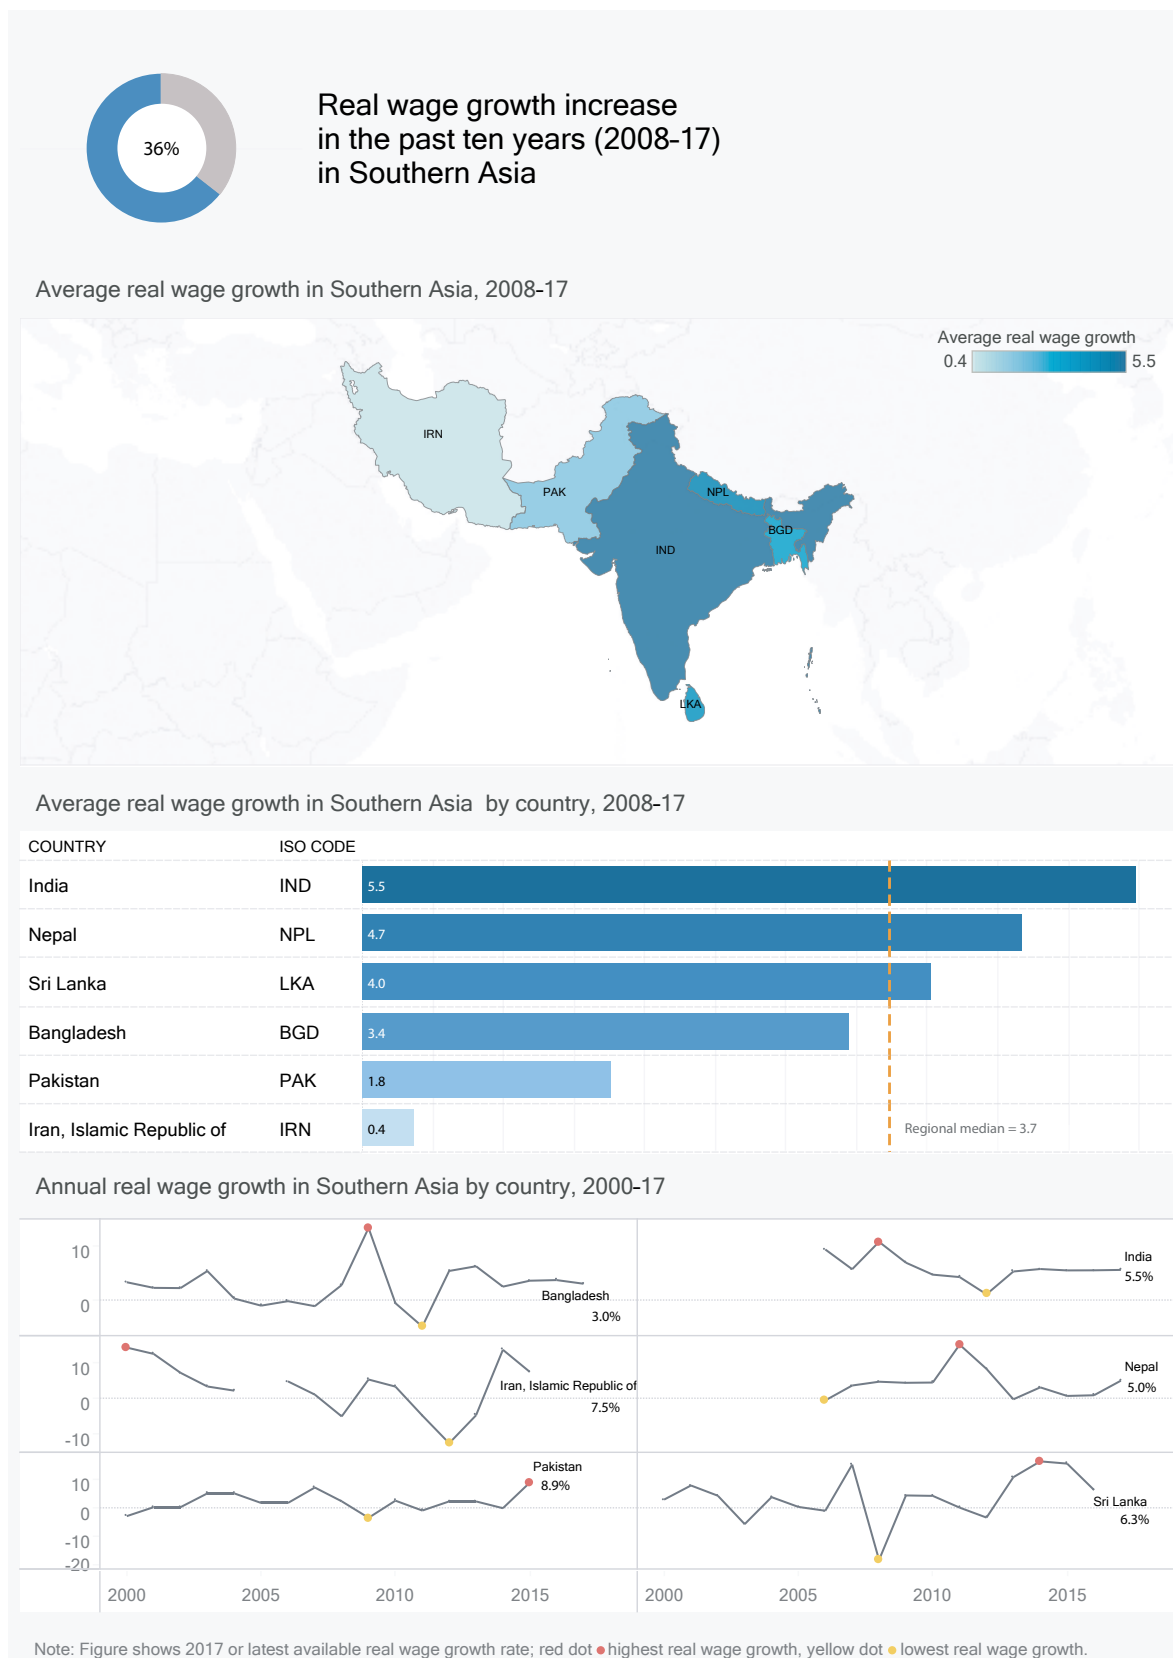 36%
Real wage growth increase
in the past ten years (2008-17)
in Southern Asia
Average real wage growth in Southern Asia, 2008-17
Average real wage growth
0.4 5.5
IRN
PAK
NPL
BGD
IND
LKA
Average real wage growth in Southern Asia by country, 2008-17
COUNTRY ISO CODE
India IND 5.5
Nepal NPL 4.7
Sri Lanka LKA 4.0
Bangladesh BGD 3.4
Pakistan PAK 1.8
Iran, Islamic Republic of IRN 0.4 Regional median = 3.7
Annual real wage growth in Southern Asia by country, 2000-17
10
0
Bangladesh
3.0%
India
5.5%
10
0
-10
Iran, Islamic Republic of
7.5%
Nepal
5.0%
10
0
-10
-20
Pakistan
8.9%
Sri Lanka
6.3%
2000 2005 2010 2015 2000 2005 2010 2015
Note: Figure shows 2017 or latest available real wage growth rate; red dot highest real wage growth, yellow dot lowest real wage growth.